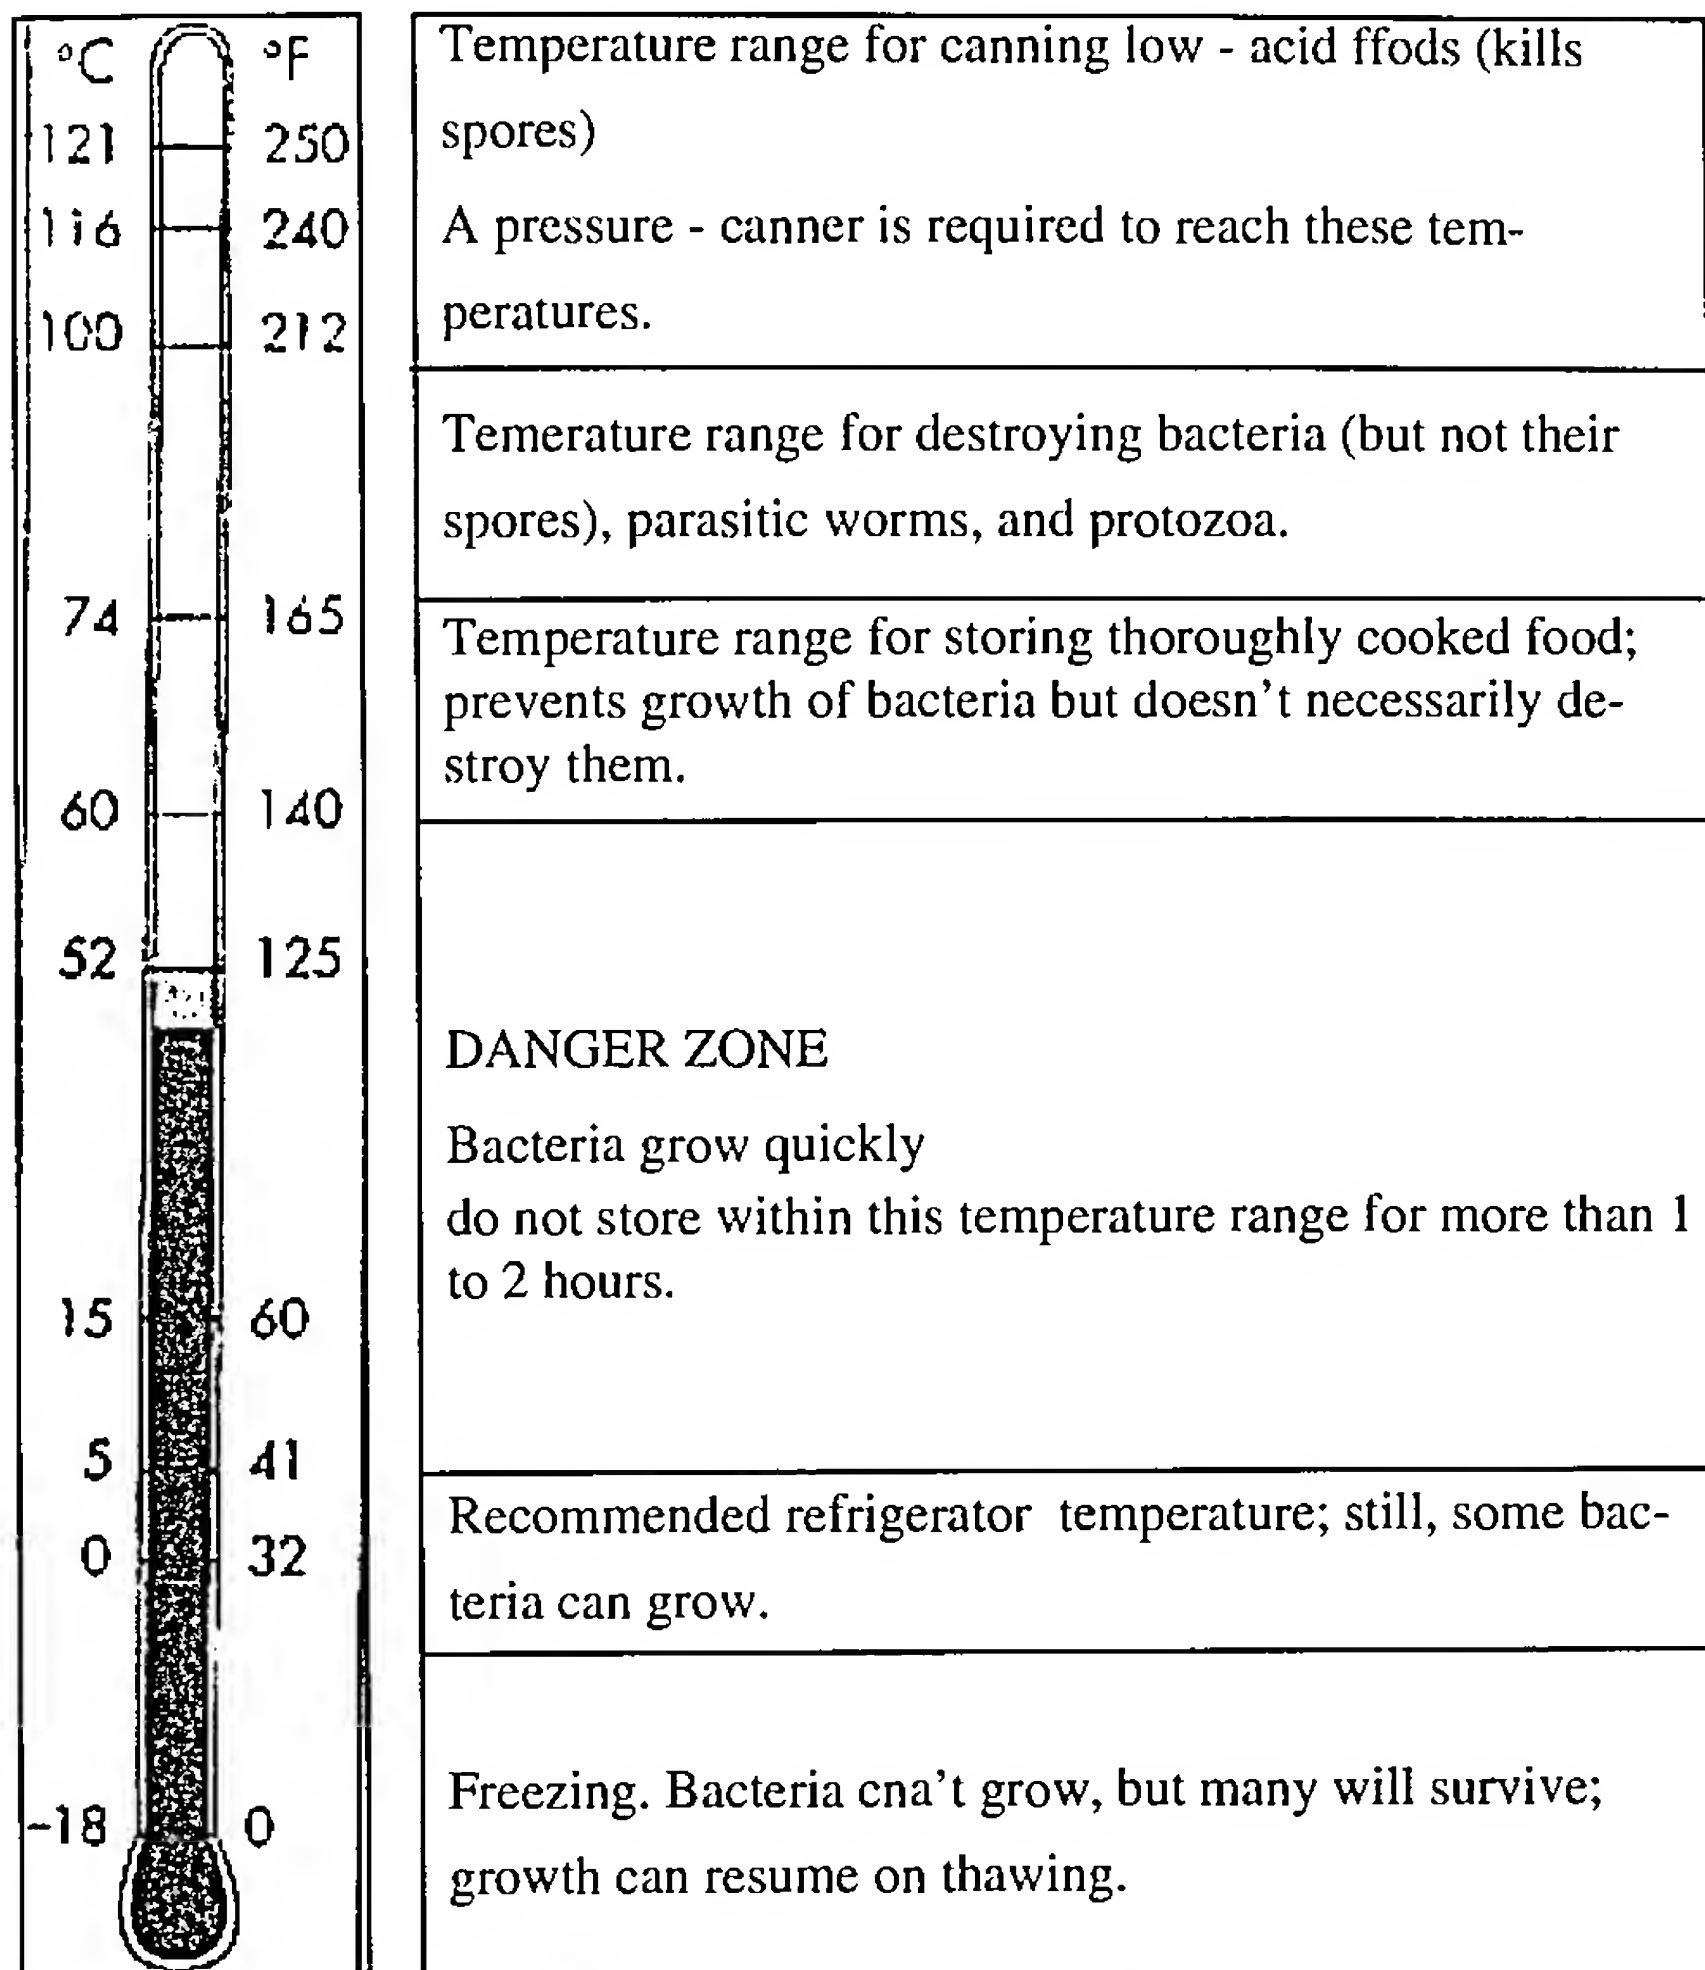 °C °F
121 250
116 240
100 212
74 165
60 140
52 125
15 60
5 41
0 32
-18 0
Temperature range for canning low - acid ffods (kills
spores)
A pressure - canner is required to reach these tem-
peratures.
Temerature range for destroying bacteria (but not their
spores), parasitic worms, and protozoa.
Temperature range for storing thoroughly cooked food;
prevents growth of bacteria but doesn't necessarily de-
stroy them.
DANGER ZONE
Bacteria grow quickly
do not store within this temperature range for more than 1
to 2 hours.
Recommended refrigerator temperature; still, some bac-
teria can grow.
Freezing. Bacteria cna't grow, but many will survive;
growth can resume on thawing.